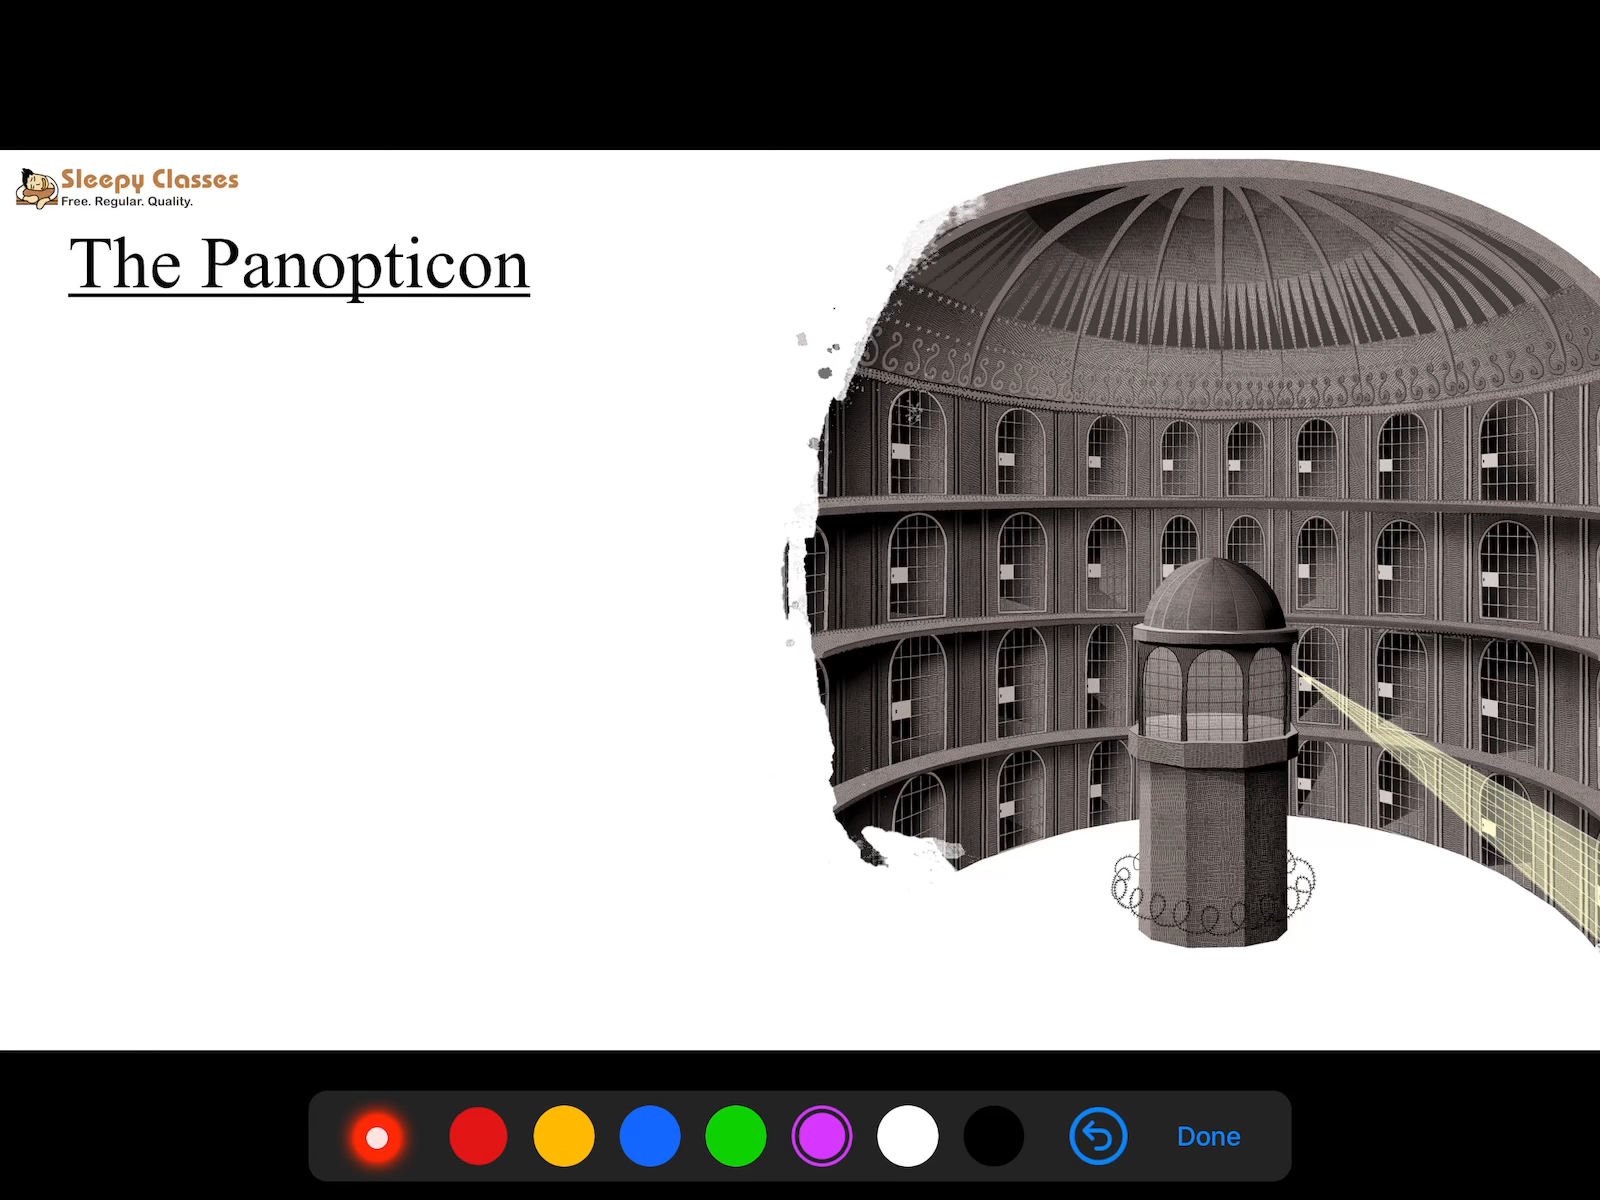 Sleepy Classes
Free. Regular. Quality.
The Panopticon
Done